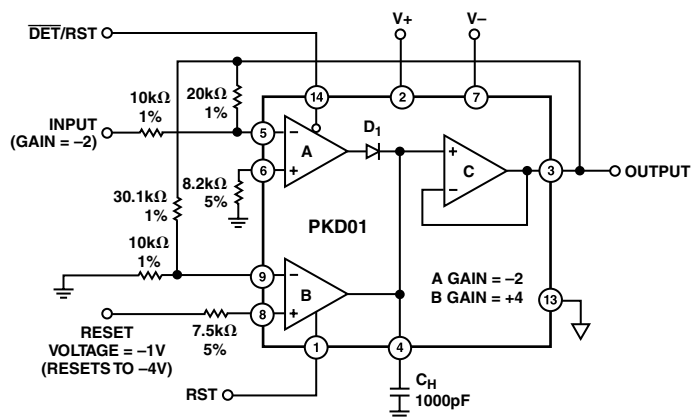 DET/RST
V+
V–
10kΩ
1%
20kΩ
1%
14
2
7
INPUT
(GAIN = –2)
5
–
A
D1
+
C
–
3
OUTPUT
6
+
8.2kΩ
5%
30.1kΩ
1%
PKD01
10kΩ
1%
9
–
B
8
+
A GAIN = –2
B GAIN = +4
13
RESET
VOLTAGE = –1V
(RESETS TO –4V)
7.5kΩ
5%
1
4
RST
CH
1000pF